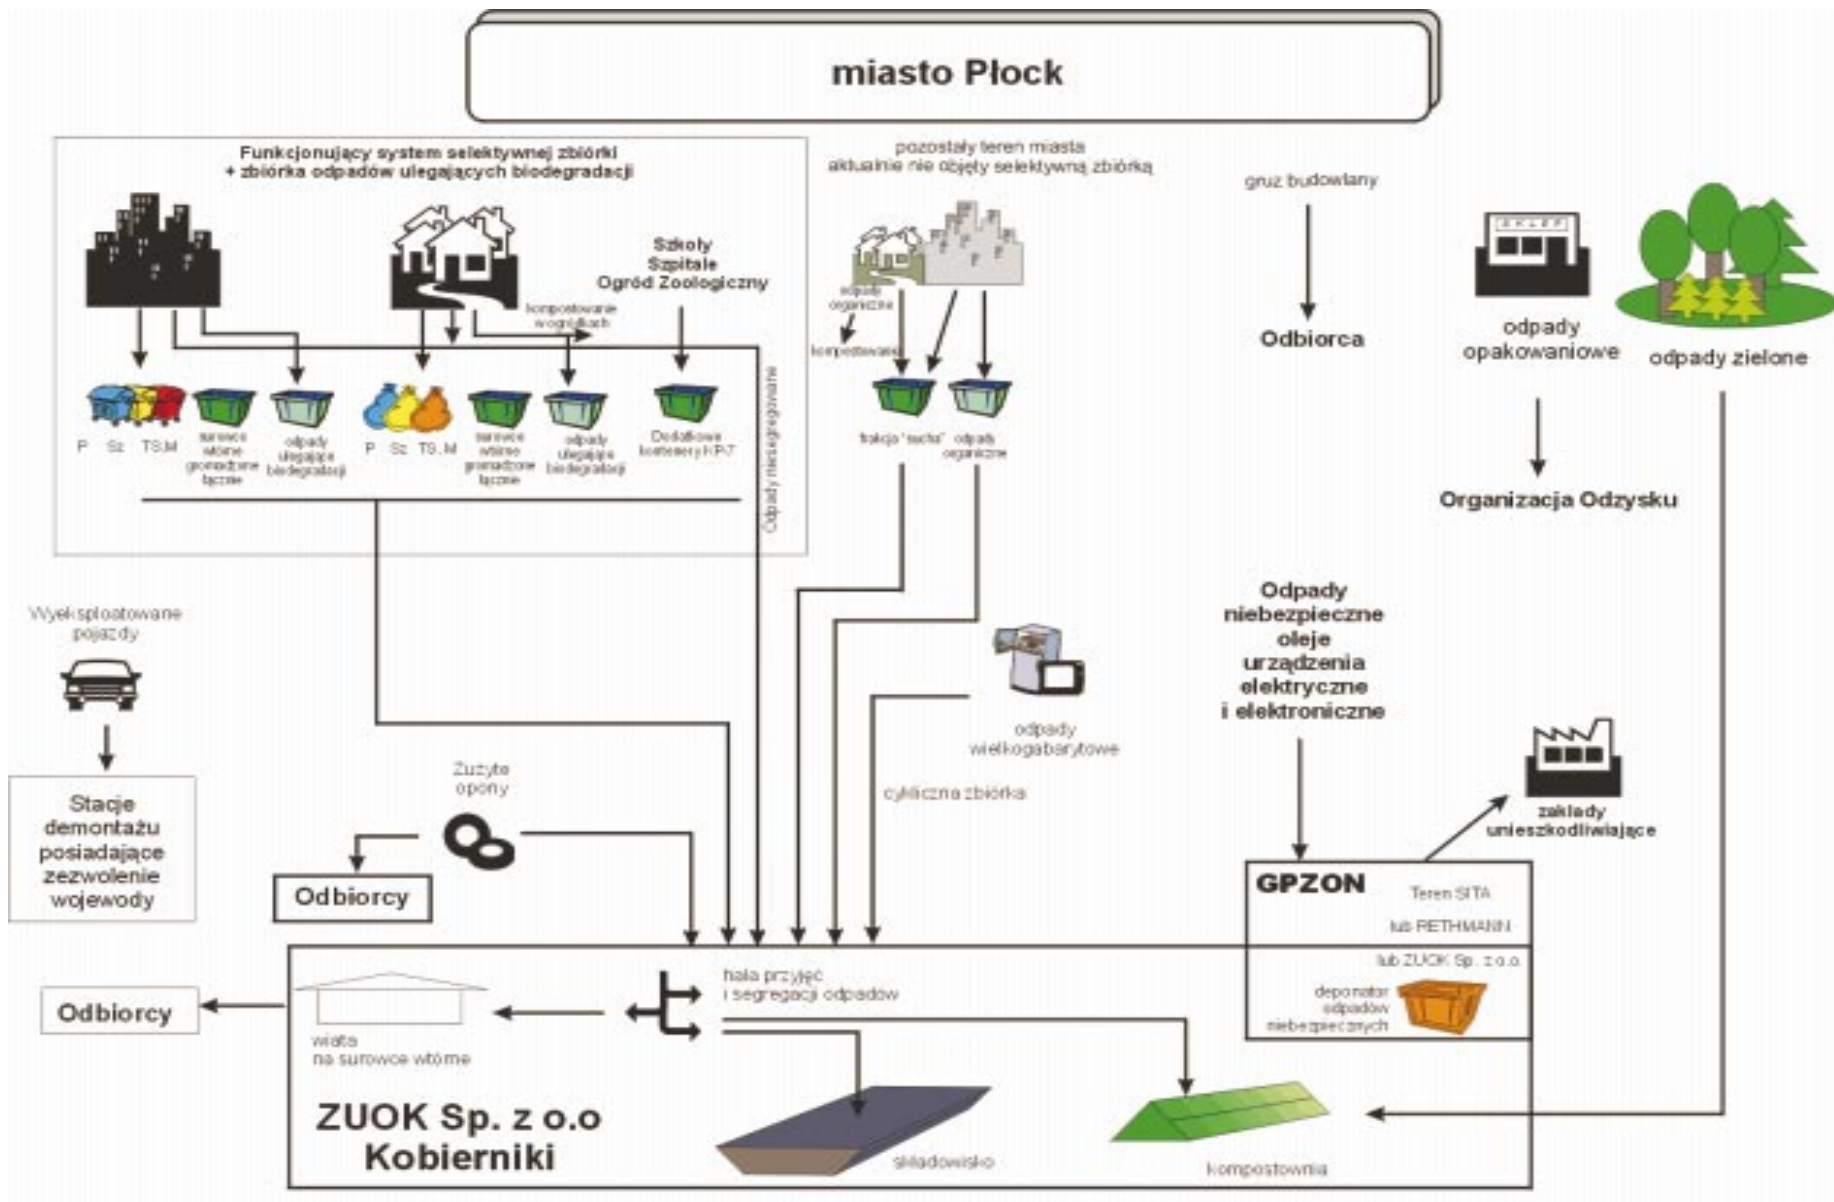 miasto Płock
Funkcjonujący system selektywnej zbiórki
+ zbiórka odpadów ulegających biodegradacji
pozostały teren miasta
aktualnie nie objęty selektywną zbiórką
gruz budowlany
SKLEP
Szkoły
Szpitale
Ogród Zoologiczny
kompostowanie
w ogródkach
odpady
organiczne
kompostowanie
Odbiorca
odpady
opakowaniowe
odpady zielone
P Sz TS.M
surowce
wtórne
gromadzone
łącznie
odpady
ulegające
biodegradacji
P Sz TS.M
surowce
wtórne
gromadzone
łącznie
odpady
ulegające
biodegradacji
Dodatkowe
kontenery KP-7
Odpady niesegregowane
frakcja "sucha"
odpady
organiczne
Organizacja Odzysku
Wyeksploatowane
pojazdy
Odpady
niebezpieczne
oleje
urządzenia
elektryczne
i elektroniczne
odpady
wielkogabarytowe
cykliczna zbiórka
Zużyte
opony
Stacje
demontażu
posiadające
zezwolenie
wojewody
Odbiorcy
zakłady
unieszkodliwiające
GPZON
Teren SITA
lub RETHMANN
lub ZUOK Sp. z o.o.
deponator
odpadów
niebezpiecznych
hala przyjęć
i segregacji odpadów
Odbiorcy
wiata
na surowce wtórne
ZUOK Sp. z o.o
Kobierniki
składowisko
kompostownia